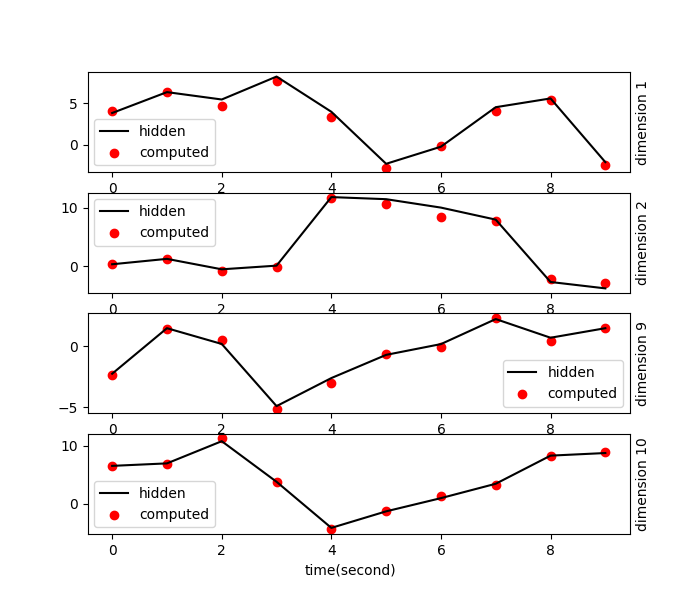 5
0
hidden
computed
0 2 4 6 8
dimension 1
10
0
hidden
computed
0 2 4 6 8
dimension 2
0
−5
hidden
computed
0 2 4 6 8
dimension 9
10
0
hidden
computed
0 2 4 6 8
dimension 10
time(second)